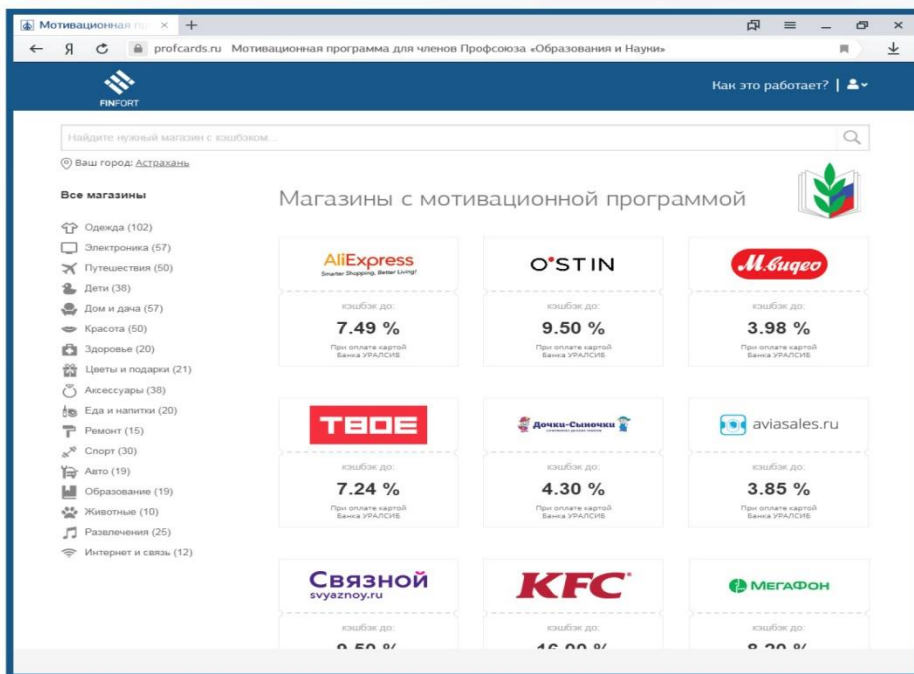 Мотивационная пр
profcards.ru Мотивационная программа для членов Профсоюза «Образования и Науки»
FINFORT
Как это работает?
Найдите нужный магазин с кэшбэком...
Ваш город: Астрахань
Все магазины
Магазины с мотивационной программой
Одежда (102)
Электроника (57)
Путешествия (50)
Дети (38)
Дом и дача (57)
Красота (50)
Здоровье (20)
Цветы и подарки (21)
Аксессуары (38)
Еда и напитки (20)
Ремонт (15)
Спорт (30)
Авто (19)
Образование (19)
Животные (10)
Развлечения (25)
Интернет и связь (12)
AliExpress
Smarter Shopping, Better Living!
кэшбэк до:
7.49 %
При оплате картой
Банка УРАЛСИБ
O'STIN
кэшбэк до:
9.50 %
При оплате картой
Банка УРАЛСИБ
М.видео
кэшбэк до:
3.98 %
При оплате картой
Банка УРАЛСИБ
ТВОЕ
кэшбэк до:
7.24 %
При оплате картой
Банка УРАЛСИБ
Дочки-Сыночки
кэшбэк до:
4.30 %
При оплате картой
Банка УРАЛСИБ
aviasales.ru
кэшбэк до:
3.85 %
При оплате картой
Банка УРАЛСИБ
Связной
svyaznoy.ru
кэшбэк до:
9.50 %
KFC
кэшбэк до:
16.00 %
МЕГАФОН
кэшбэк до:
8.20 %